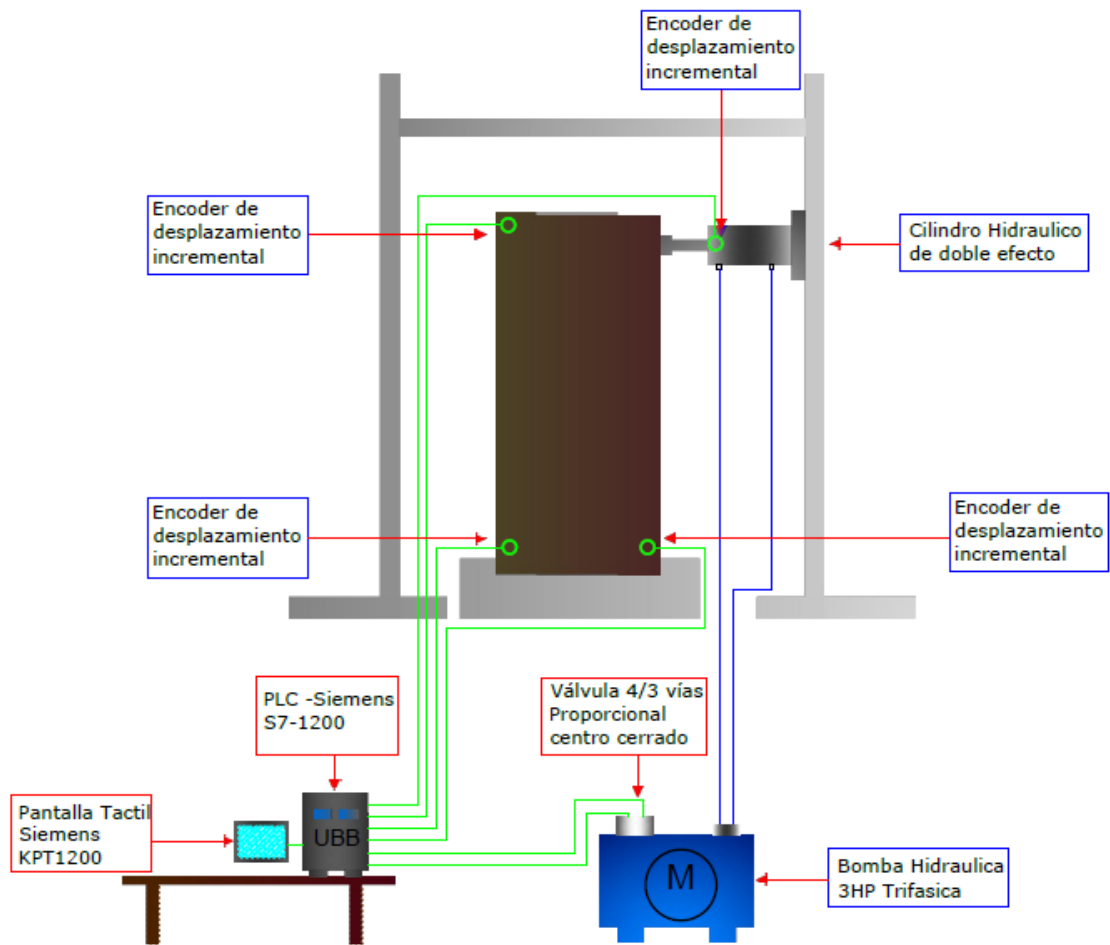 Encoder de
desplazamiento
incremental
Encoder de
desplazamiento
incremental
Cilindro Hidraulico
de doble efecto
Encoder de
desplazamiento
incremental
Encoder de
desplazamiento
incremental
PLC -Siemens
S7-1200
Válvula 4/3 vías
Proporcional
centro cerrado
Pantalla Tactil
Siemens
KPT1200
UBB
M
Bomba Hidraulica
3HP Trifasica